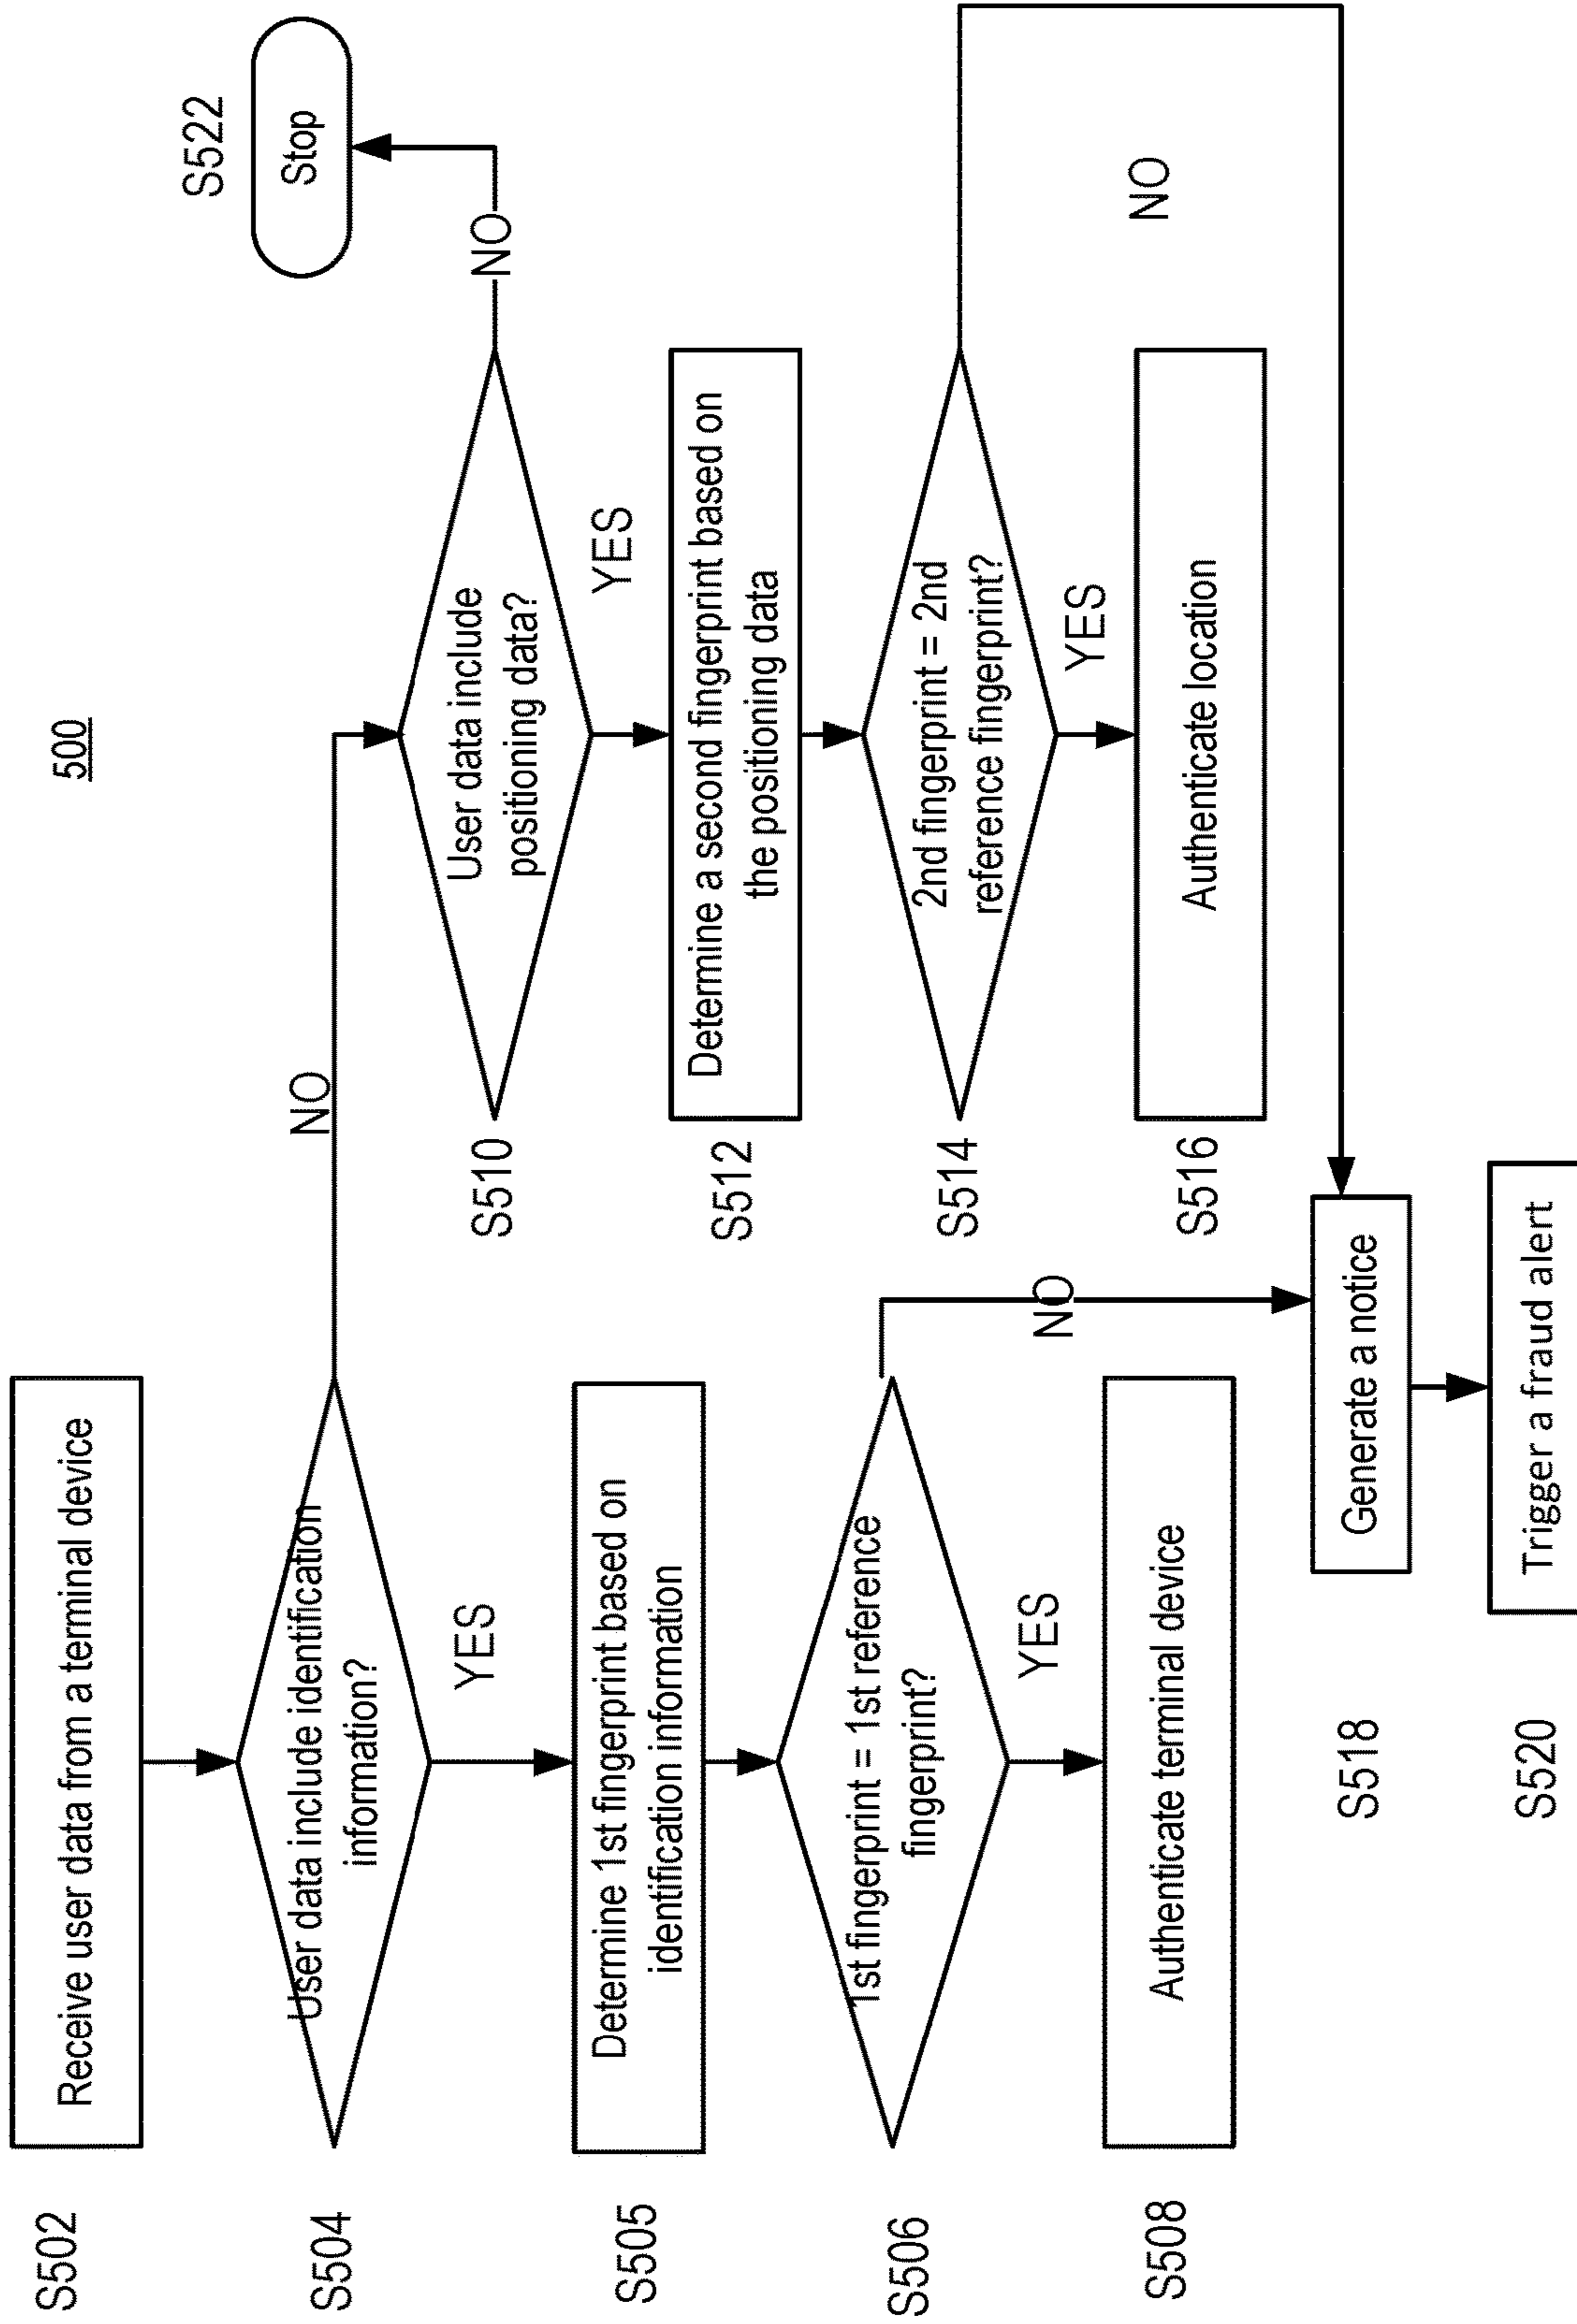 500
S502
Receive user data from a terminal device
S504
User data include identification
information?
NO
YES
S505
Determine 1st fingerprint based on
identification information
S506
1st fingerprint = 1st reference
fingerprint?
NO
YES
S508
Authenticate terminal device
S510
User data include
positioning data?
NO
S522
Stop
YES
S512
Determine a second fingerprint based on
the positioning data
S514
2nd fingerprint = 2nd
reference fingerprint?
NO
YES
S516
Authenticate location
S518
Generate a notice
S520
Trigger a fraud alert